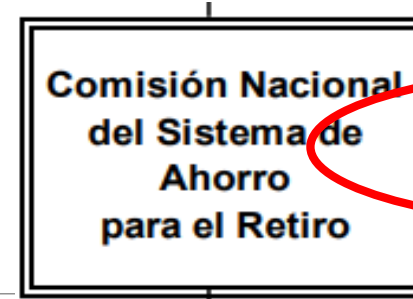 Comisión Nacional
del Sistema de
Ahorro
para el Retiro